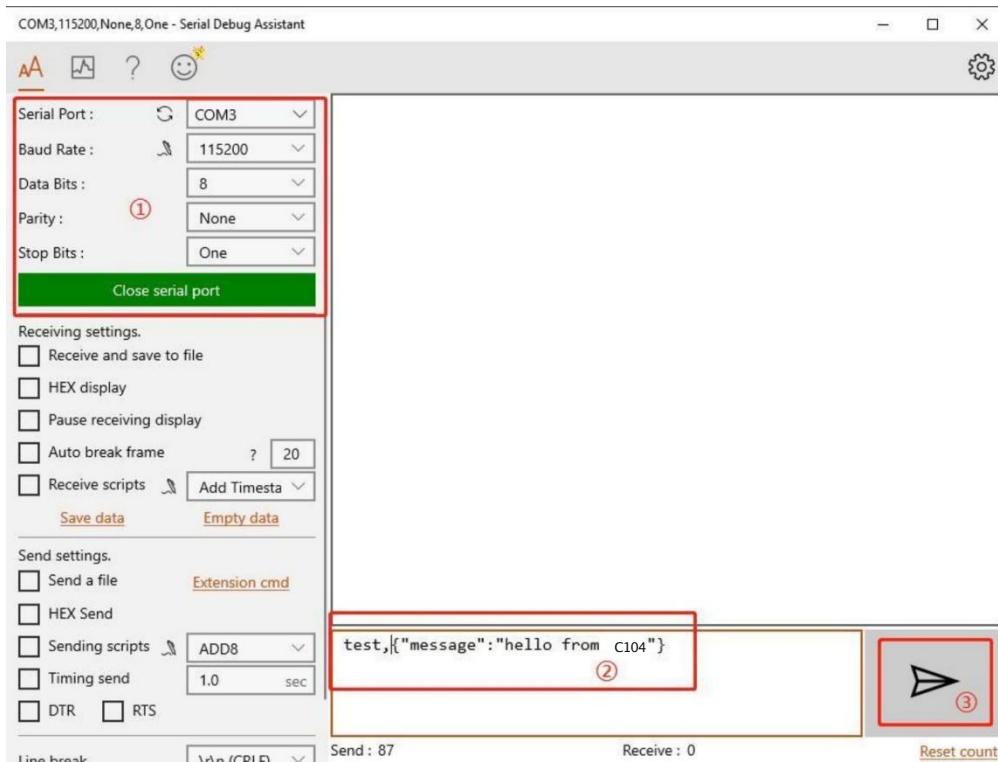 COM3,115200,None,8,One - Serial Debug Assistant
AA ?
Serial Port : COM3
Baud Rate : 115200
Data Bits : 8
①
Parity : None
Stop Bits : One
Close serial port
Receiving settings.
Receive and save to file
HEX display
Pause receiving display
Auto break frame ? 20
Receive scripts Add Timesta
Save data Empty data
Send settings.
Send a file Extension cmd
HEX Send
Sending scripts ADD8
Timing send 1.0 sec
DTR RTS
Line break \r\n (CRLF)
test,{"message":"hello from C104"}
②
③
Send : 87 Receive : 0 Reset count